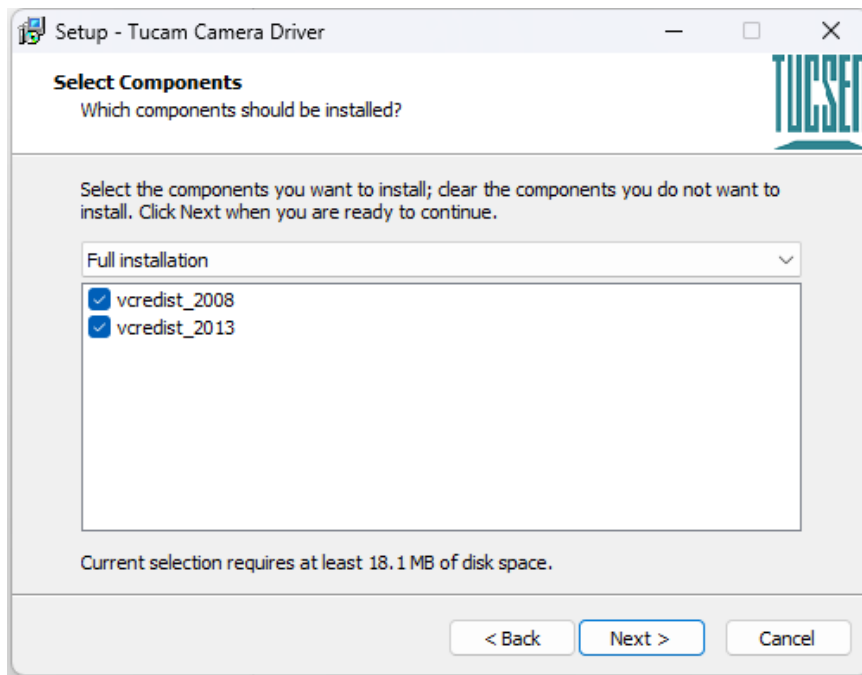 Setup - Tucam Camera Driver
Select Components
Which components should be installed?
TUCSEN
Select the components you want to install; clear the components you do not want to
install. Click Next when you are ready to continue.
Full installation
vcredist_2008
vcredist_2013
Current selection requires at least 18.1 MB of disk space.
< Back
Next >
Cancel